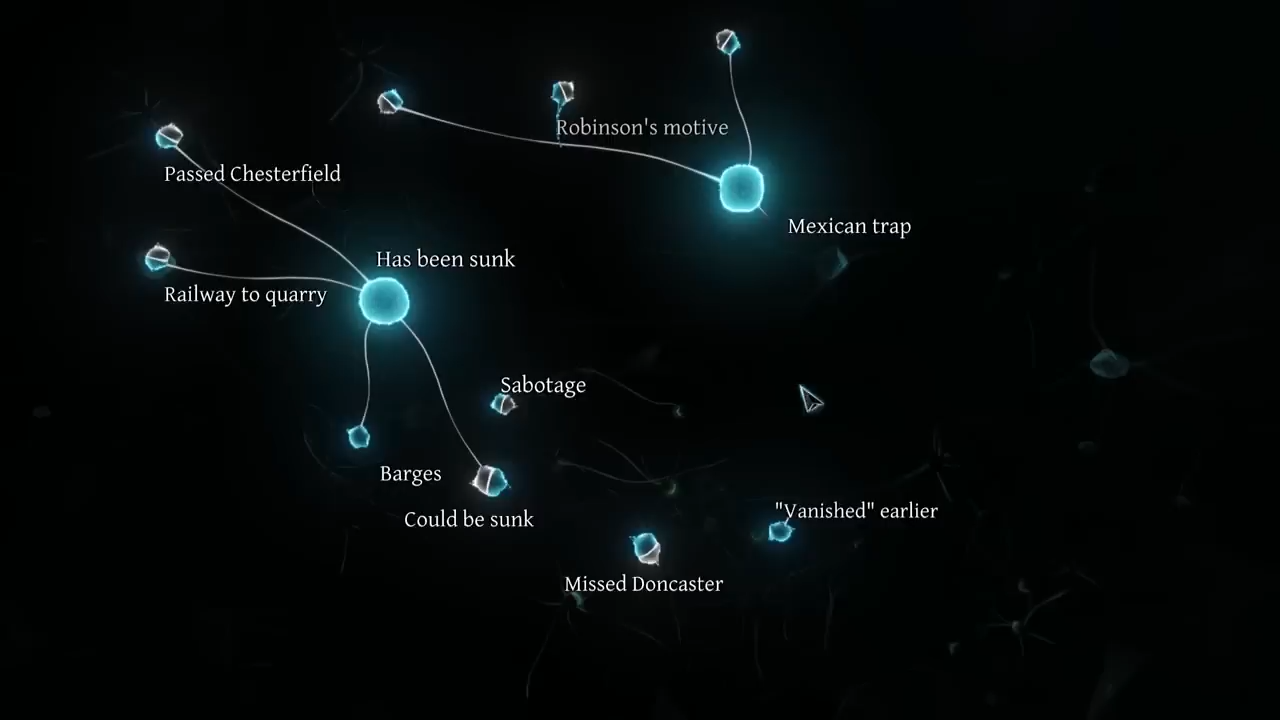 Robinson's motive
Passed Chesterfield
Mexican trap
Has been sunk
Railway to quarry
Sabotage
Barges
"Vanished" earlier
Could be sunk
Missed Doncaster